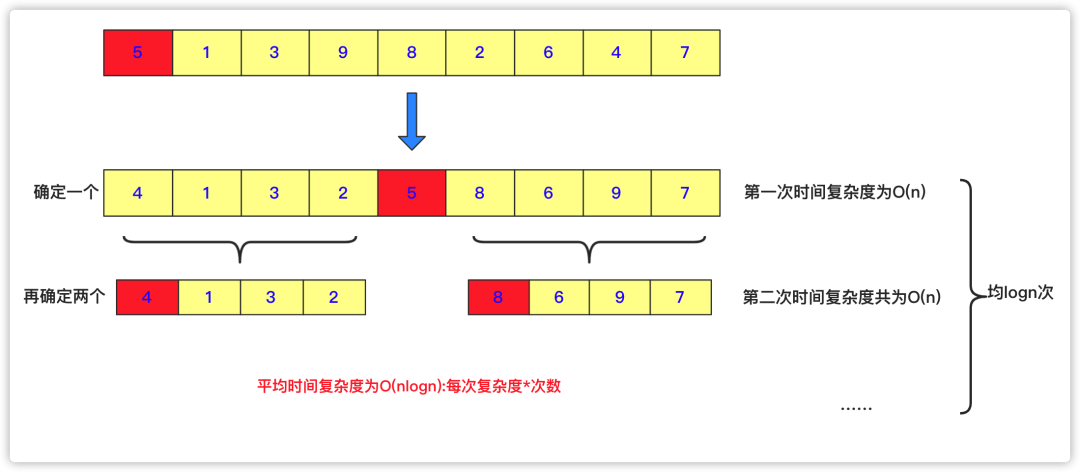 5 1 3 9 8 2 6 4 7
确定一个 4 1 3 2 5 8 6 9 7 第一次时间复杂度为O(n)
再确定两个 4 1 3 2 8 6 9 7 第二次时间复杂度共为O(n)
均logn次
平均时间复杂度为O(nlogn):每次复杂度*次数
......